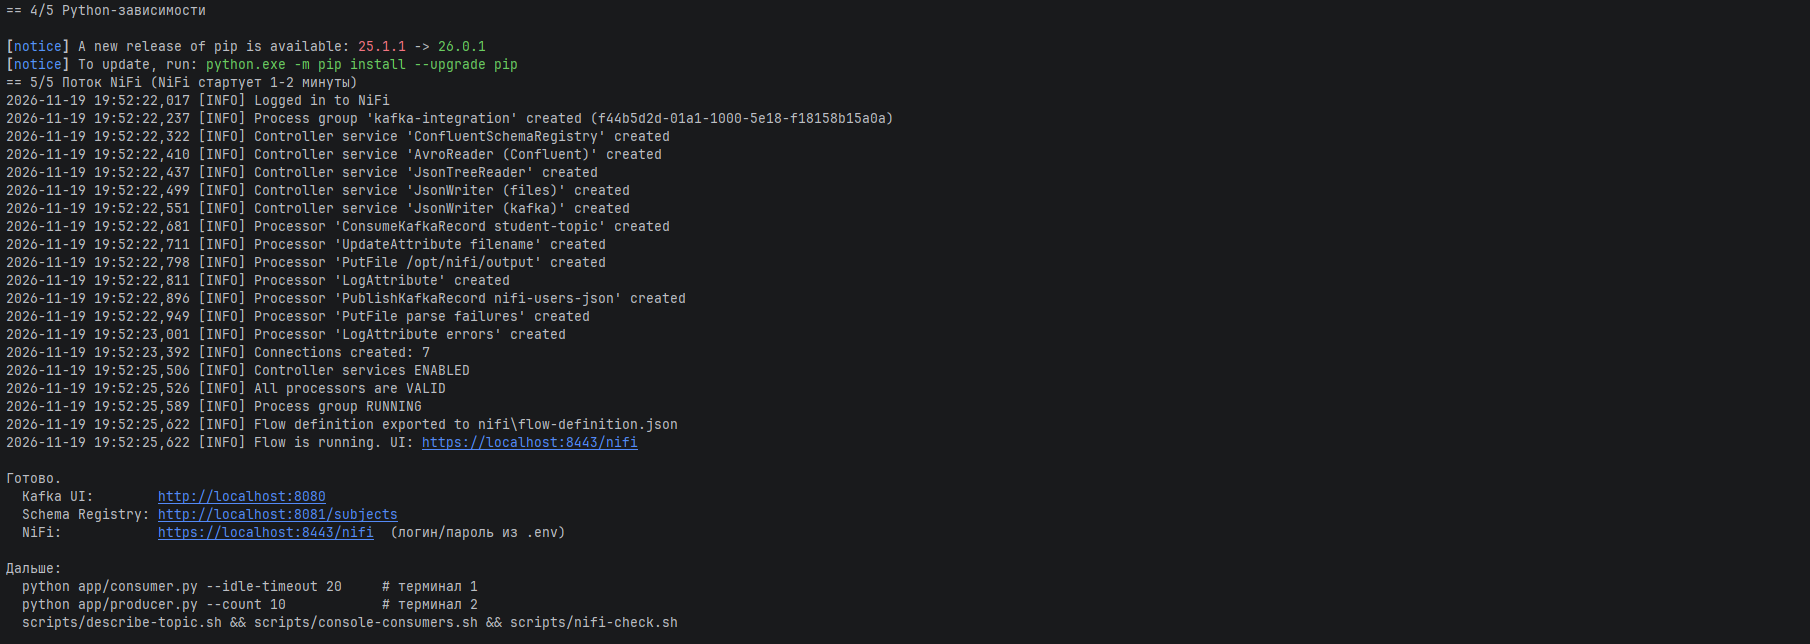 == 4/5 Python-зависимости
[notice] A new release of pip is available: 25.1.1 -> 26.0.1
[notice] To update, run: python.exe -m pip install --upgrade pip
== 5/5 Поток NiFi (NiFi стартует 1-2 минуты)
2026-11-19 19:52:22,017 [INFO] Logged in to NiFi
2026-11-19 19:52:22,237 [INFO] Process group 'kafka-integration' created (f44b5d2d-01a1-1000-5e18-f18158b15a0a)
2026-11-19 19:52:22,322 [INFO] Controller service 'ConfluentSchemaRegistry' created
2026-11-19 19:52:22,410 [INFO] Controller service 'AvroReader (Confluent)' created
2026-11-19 19:52:22,437 [INFO] Controller service 'JsonTreeReader' created
2026-11-19 19:52:22,499 [INFO] Controller service 'JsonWriter (files)' created
2026-11-19 19:52:22,551 [INFO] Controller service 'JsonWriter (kafka)' created
2026-11-19 19:52:22,681 [INFO] Processor 'ConsumeKafkaRecord student-topic' created
2026-11-19 19:52:22,711 [INFO] Processor 'UpdateAttribute filename' created
2026-11-19 19:52:22,798 [INFO] Processor 'PutFile /opt/nifi/output' created
2026-11-19 19:52:22,811 [INFO] Processor 'LogAttribute' created
2026-11-19 19:52:22,896 [INFO] Processor 'PublishKafkaRecord nifi-users-json' created
2026-11-19 19:52:22,949 [INFO] Processor 'PutFile parse failures' created
2026-11-19 19:52:23,001 [INFO] Processor 'LogAttribute errors' created
2026-11-19 19:52:23,392 [INFO] Connections created: 7
2026-11-19 19:52:25,506 [INFO] Controller services ENABLED
2026-11-19 19:52:25,526 [INFO] All processors are VALID
2026-11-19 19:52:25,589 [INFO] Process group RUNNING
2026-11-19 19:52:25,622 [INFO] Flow definition exported to nifi\flow-definition.json
2026-11-19 19:52:25,622 [INFO] Flow is running. UI: https://localhost:8443/nifi
Готово.
Kafka UI: http://localhost:8080
Schema Registry: http://localhost:8081/subjects
NiFi: https://localhost:8443/nifi (логин/пароль из .env)
Дальше:
python app/consumer.py --idle-timeout 20 # терминал 1
python app/producer.py --count 10 # терминал 2
scripts/describe-topic.sh && scripts/console-consumers.sh && scripts/nifi-check.sh